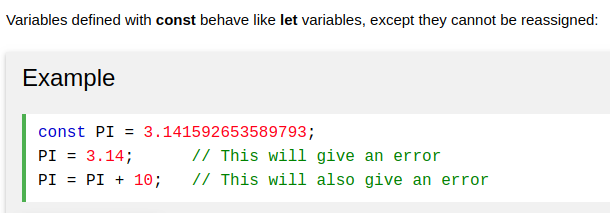 Variables defined with const behave like let variables, except they cannot be reassigned:
Example
const PI = 3.141592653589793;
PI = 3.14;      // This will give an error
PI = PI + 10;   // This will also give an error